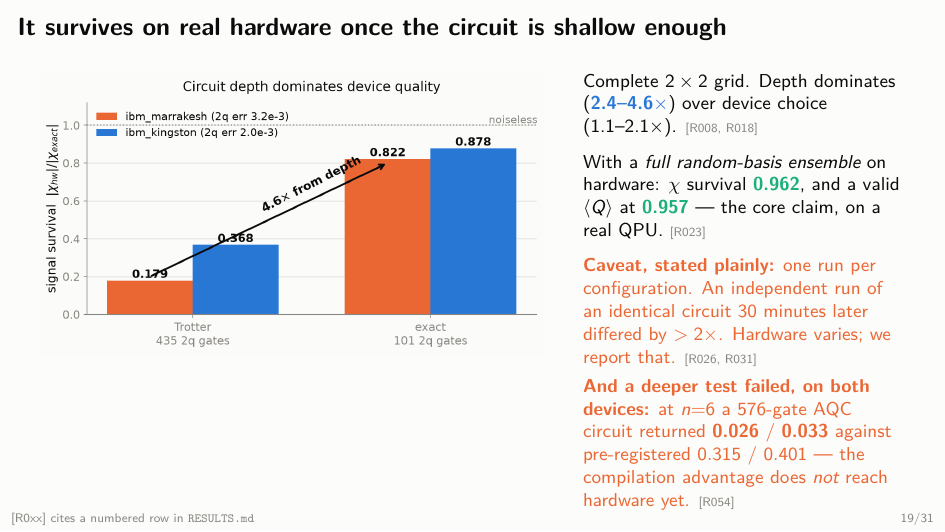 It survives on real hardware once the circuit is shallow enough
Circuit depth dominates device quality
ibm_marrakesh (2q err 3.2e-3)
ibm_kingston (2q err 2.0e-3)
noiseless
signal survival |χhw|/|χexact|
1.0
0.8
0.6
0.4
0.2
0.0
0.179
0.368
0.822
0.878
4.6× from depth
Trotter
435 2q gates
exact
101 2q gates
Complete 2 × 2 grid. Depth dominates
(2.4–4.6×) over device choice
(1.1–2.1×). [R008, R018]
With a full random-basis ensemble on
hardware: χ survival 0.962, and a valid
⟨Q⟩ at 0.957 — the core claim, on a
real QPU. [R023]
Caveat, stated plainly: one run per
configuration. An independent run of
an identical circuit 30 minutes later
differed by > 2×. Hardware varies; we
report that. [R026, R031]
And a deeper test failed, on both
devices: at n=6 a 576-gate AQC
circuit returned 0.026 / 0.033 against
pre-registered 0.315 / 0.401 — the
compilation advantage does not reach
hardware yet. [R054]
[R0xx] cites a numbered row in RESULTS.md
19/31